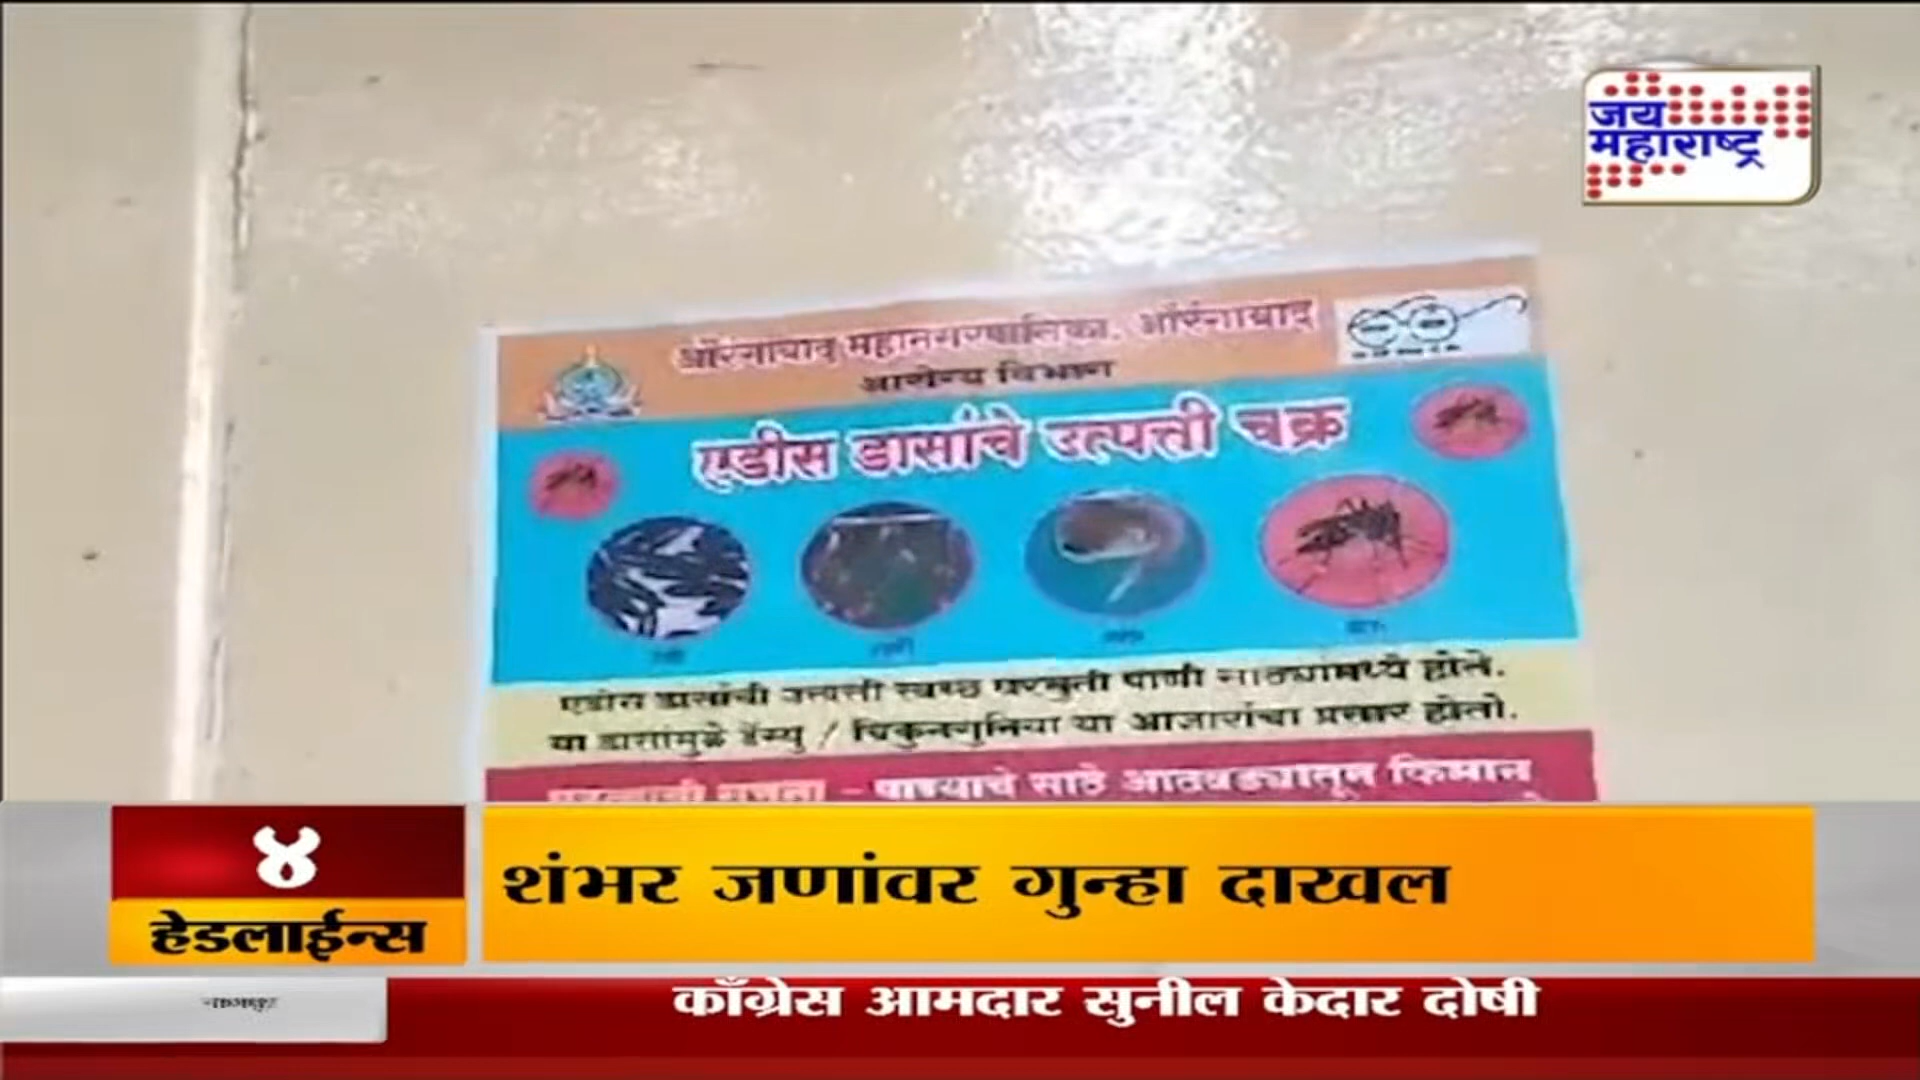 जय
महाराष्ट्र
औरंगाबाद महानगरपालिका, औरंगाबाद
आरोग्य विभाग
एडीस डासांचे उत्पत्ती चक्र
एडीस डासांची उत्पत्ती स्वच्छ घरगुती पाणी साठ्यांमध्ये होते.
या डासांमुळे डेंग्यु / चिकुनगुनिया या आजारांचा प्रसार होतो.
- पाण्याचे साठे आठवड्यातून किमान
४
हेडलाईन्स
शंभर जणांवर गुन्हा दाखल
काँग्रेस आमदार सुनील केदार दोषी